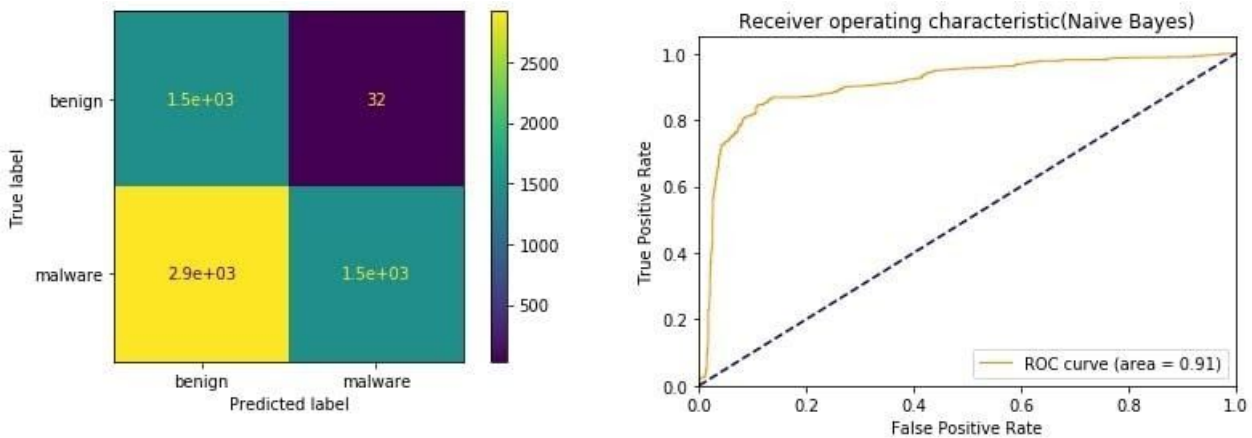 benign
malware
True label
1.5e+03
32
2.9e+03
1.5e+03
benign
malware
Predicted label
2500
2000
1500
1000
500
Receiver operating characteristic(Naive Bayes)
True Positive Rate
1.0
0.8
0.6
0.4
0.2
0.0
ROC curve (area = 0.91)
0.0 0.2 0.4 0.6 0.8 1.0
False Positive Rate